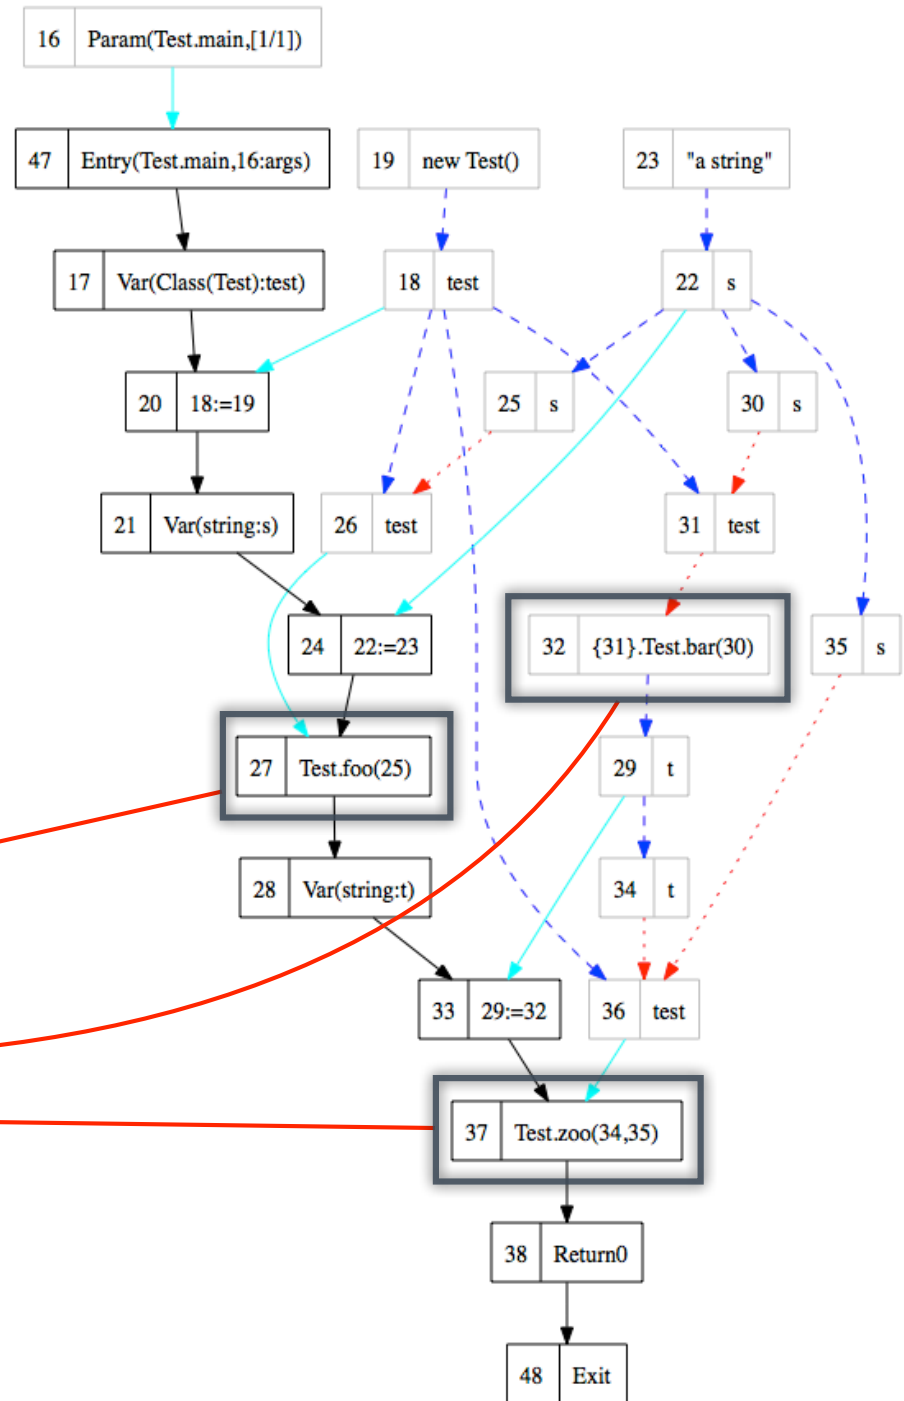 16 Param(Test.main,[1/1])
47 Entry(Test.main,16:args)
19 new Test()
23 "a string"
17 Var(Class(Test):test)
18 test
22 s
20 18:=19
25 s
30 s
21 Var(string:s)
26 test
31 test
24 22:=23
32 {31}.Test.bar(30)
35 s
27 Test.foo(25)
29 t
28 Var(string:t)
34 t
33 29:=32
36 test
37 Test.zoo(34,35)
38 Return0
48 Exit